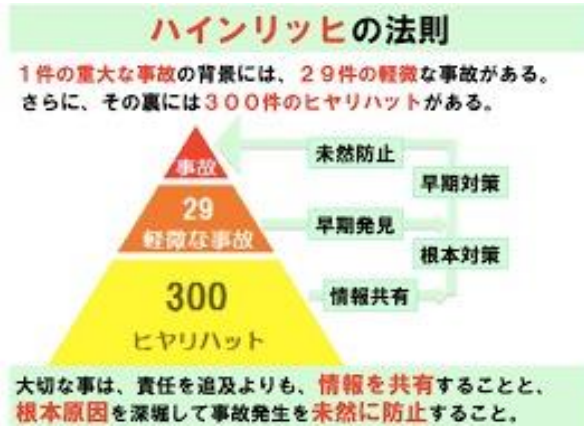 ハインリッヒの法則
1件の重大な事故の背景には、29件の軽微な事故がある。
さらに、その裏には300件のヒヤリハットがある。
事故
未然防止
早期対策
29
軽微な事故
早期発見
根本対策
300
ヒヤリハット
情報共有
大切な事は、責任を追及よりも、情報を共有することと、
根本原因を深堀して事故発生を未然に防止すること。